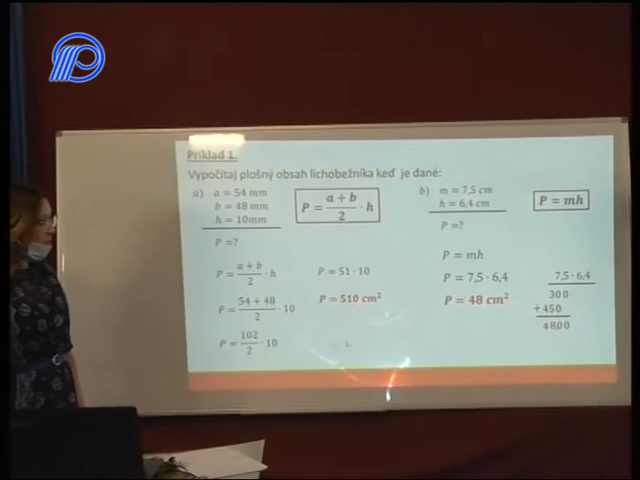 Príklad 1.
Vypočítaj plošný obsah lichobežníka keď je dané:
a) a = 54 mm
b = 48 mm
h = 10mm
P =?
P = a + b / 2 · h
P = a + b / 2 · h
P = 54 + 48 / 2 · 10
P = 102 / 2 · 10
P = 51 · 10
P = 510 cm²
b) m = 7,5 cm
h = 6,4 cm
P =?
P = mh
P = mh
P = 7,5 · 6,4
P = 48 cm²
7,5 · 6,4
300
+450
48,00